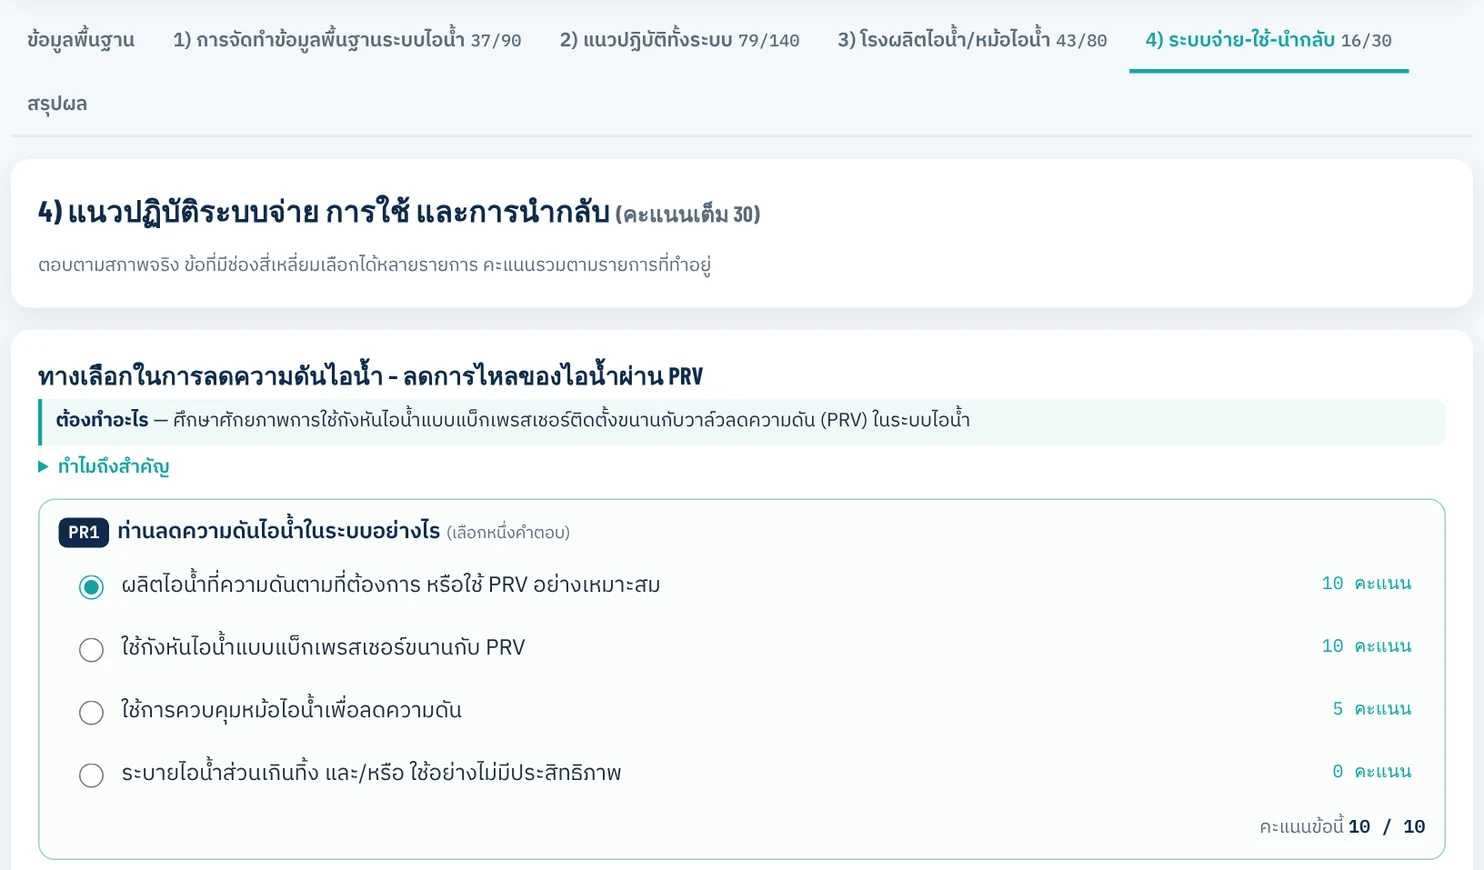 ข้อมูลพื้นฐาน 1) การจัดทำข้อมูลพื้นฐานระบบไอน้ำ 37/90 2) แนวปฏิบัติทั้งระบบ 79/140 3) โรงผลิตไอน้ำ/หม้อไอน้ำ 43/80 4) ระบบจ่าย-ใช้-นำกลับ 16/30
สรุปผล
4) แนวปฏิบัติระบบจ่าย การใช้ และการนำกลับ (คะแนนเต็ม 30)
ตอบตามสภาพจริง ข้อที่มีช่องสี่เหลี่ยมเลือกได้หลายรายการ คะแนนรวมตามรายการที่ทำอยู่
ทางเลือกในการลดความดันไอน้ำ – ลดการไหลของไอน้ำผ่าน PRV
ต้องทำอะไร — ศึกษาศักยภาพการใช้กังหันไอน้ำแบบแบ็กเพรสเชอร์ติดตั้งขนานกับวาล์วลดความดัน (PRV) ในระบบไอน้ำ
ทำไมถึงสำคัญ
PR1 ท่านลดความดันไอน้ำในระบบอย่างไร (เลือกหนึ่งคำตอบ)
ผลิตไอน้ำที่ความดันตามที่ต้องการ หรือใช้ PRV อย่างเหมาะสม 10 คะแนน
ใช้กังหันไอน้ำแบบแบ็กเพรสเชอร์ขนานกับ PRV 10 คะแนน
ใช้การควบคุมหม้อไอน้ำเพื่อลดความดัน 5 คะแนน
ระบายไอน้ำส่วนเกินทิ้ง และ/หรือ ใช้อย่างไม่มีประสิทธิภาพ 0 คะแนน
คะแนนข้อนี้ 10 / 10